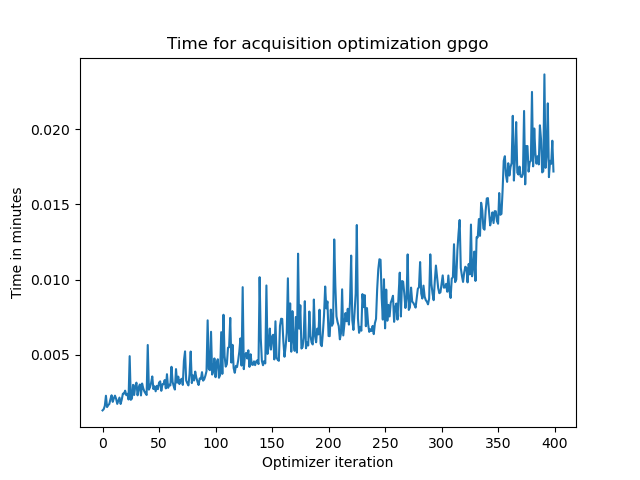 Time for acquisition optimization gpgo
Time in minutes
0.020
0.015
0.010
0.005
0 50 100 150 200 250 300 350 400
Optimizer iteration